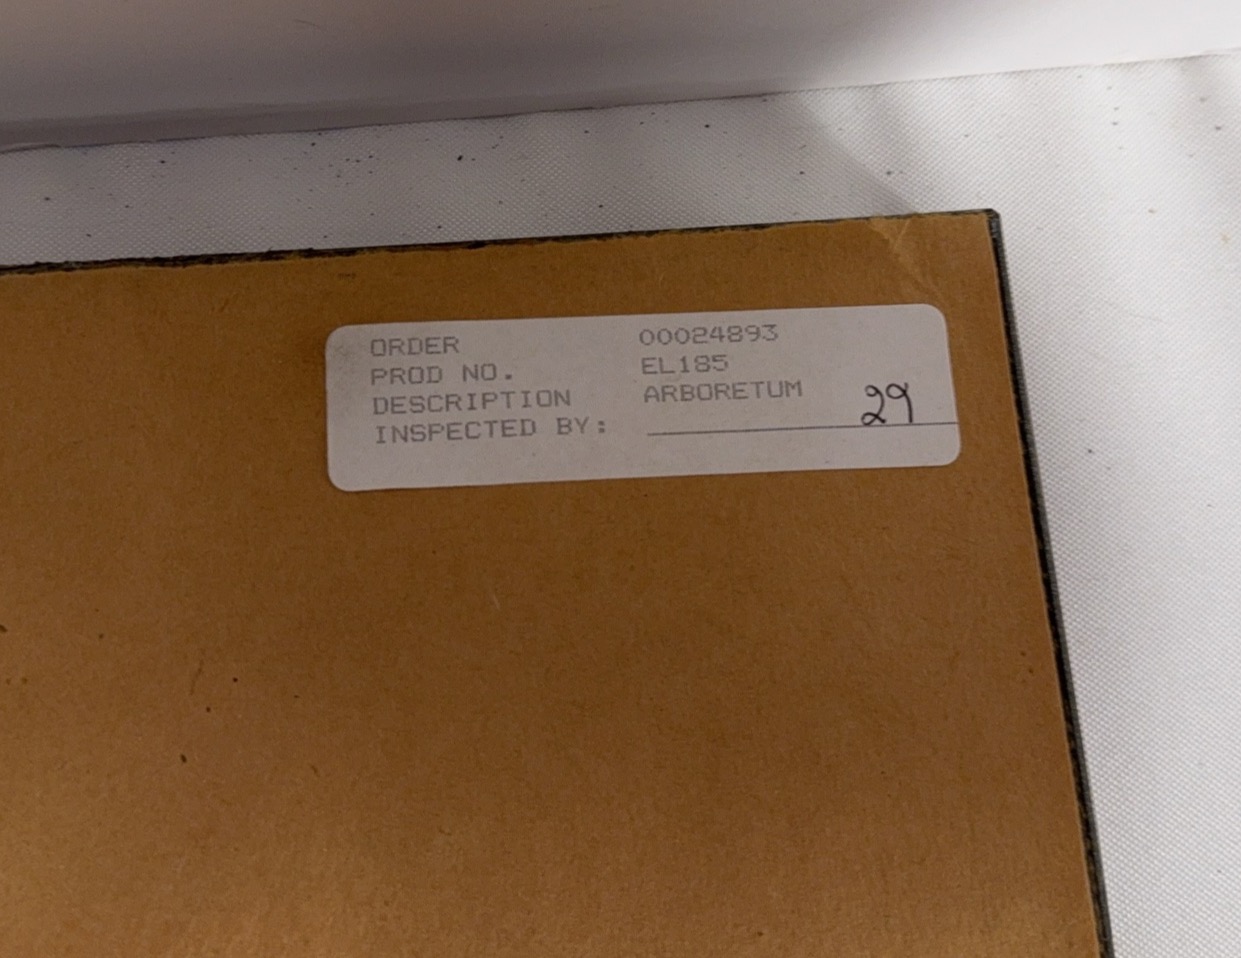 ORDER 00024893
PROD NO. EL185
DESCRIPTION ARBORETUM
INSPECTED BY: 29